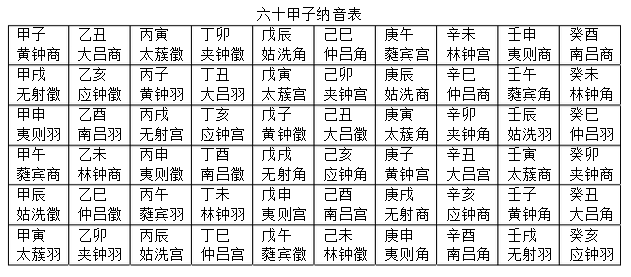 六十甲子纳音表
甲子 乙丑 丙寅 丁卯 戊辰 己巳 庚午 辛未 壬申 癸酉
黄钟商 大吕商 太蔟徵 夹钟徵 姑洗角 仲吕角 蕤宾宫 林钟宫 夷则商 南吕商
甲戌 乙亥 丙子 丁丑 戊寅 己卯 庚辰 辛巳 壬午 癸未
无射徵 应钟徵 黄钟羽 大吕羽 太蔟宫 夹钟宫 姑洗商 仲吕商 蕤宾角 林钟角
甲申 乙酉 丙戌 丁亥 戊子 己丑 庚寅 辛卯 壬辰 癸巳
夷则羽 南吕羽 无射宫 应钟宫 黄钟徵 大吕徵 太蔟角 夹钟角 姑洗羽 仲吕羽
甲午 乙未 丙申 丁酉 戊戌 己亥 庚子 辛丑 壬寅 癸卯
蕤宾商 林钟商 夷则徵 南吕徵 无射角 应钟角 黄钟宫 大吕宫 太蔟商 夹钟商
甲辰 乙巳 丙午 丁未 戊申 己酉 庚戌 辛亥 壬子 癸丑
姑洗徵 仲吕徵 蕤宾羽 林钟羽 夷则宫 南吕宫 无射商 应钟商 黄钟角 大吕角
甲寅 乙卯 丙辰 丁巳 戊午 己未 庚申 辛酉 壬戌 癸亥
太蔟羽 夹钟羽 姑洗宫 仲吕宫 蕤宾徵 林钟徵 夷则角 南吕角 无射羽 应钟羽